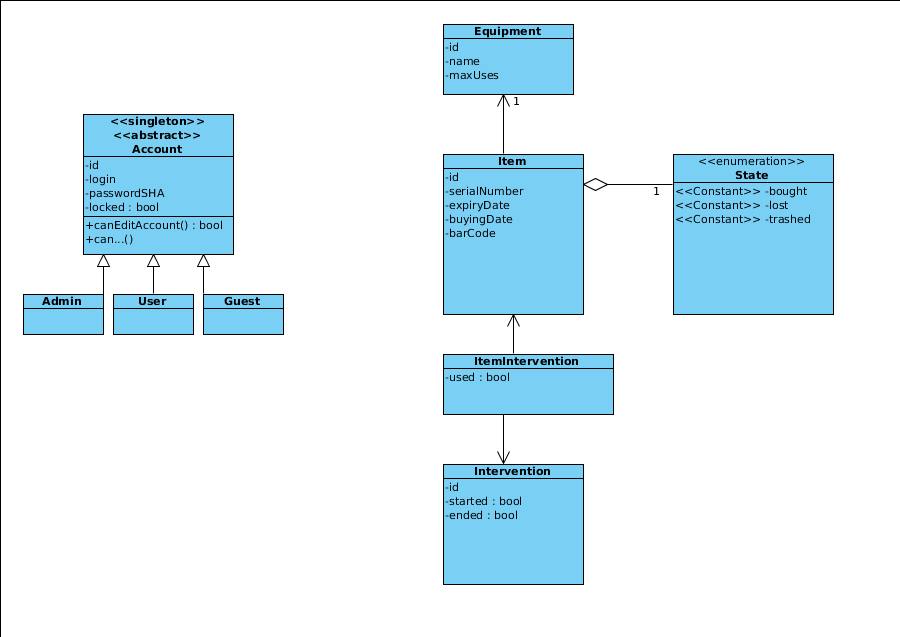 Equipment
-id
-name
-maxUses
1
<<singleton>>
<<abstract>>
Account
-id
-login
-passwordSHA
-locked : bool
+canEditAccount() : bool
+can...()
Admin
User
Guest
Item
-id
-serialNumber
-expiryDate
-buyingDate
-barCode
1
<<enumeration>>
State
<<Constant>> -bought
<<Constant>> -lost
<<Constant>> -trashed
ItemIntervention
-used : bool
Intervention
-id
-started : bool
-ended : bool